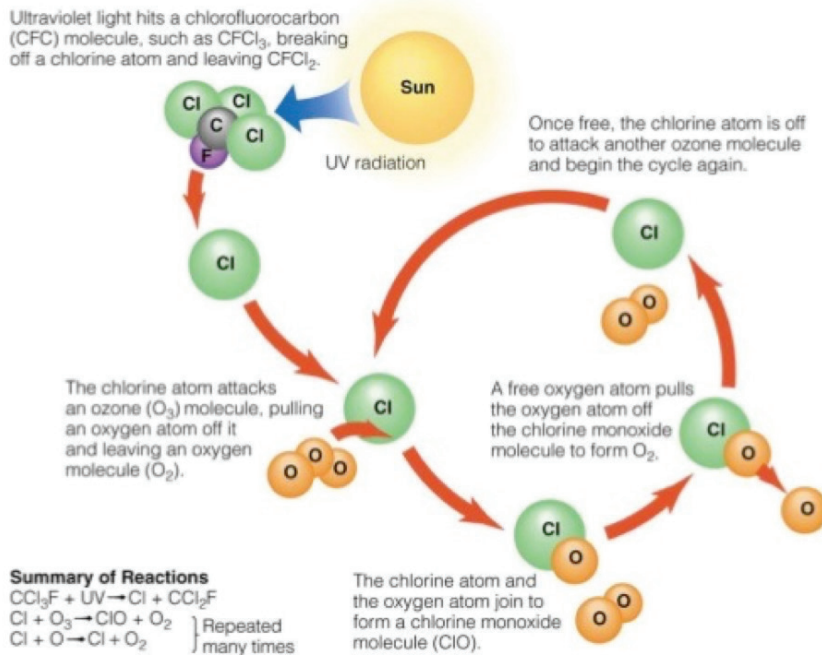 Ultraviolet light hits a chlorofluorocarbon
(CFC) molecule, such as CFCl₃, breaking
off a chlorine atom and leaving CFCl₂.
Cl
Cl
C
Cl
F
Sun
UV radiation
Once free, the chlorine atom is off
to attack another ozone molecule
and begin the cycle again.
Cl
Cl
O
O
The chlorine atom attacks
an ozone (O₃) molecule, pulling
an oxygen atom off it
and leaving an oxygen
molecule (O₂).
Cl
O
O
O
A free oxygen atom pulls
the oxygen atom off
the chlorine monoxide
molecule to form O₂.
Cl
O
O
Cl
O
O
O
The chlorine atom and
the oxygen atom join to
form a chlorine monoxide
molecule (ClO).
Summary of Reactions
CCl₃F + UV→Cl + CCl₂F
Cl + O₃→ClO + O₂
Cl + O→Cl + O₂
Repeated
many times